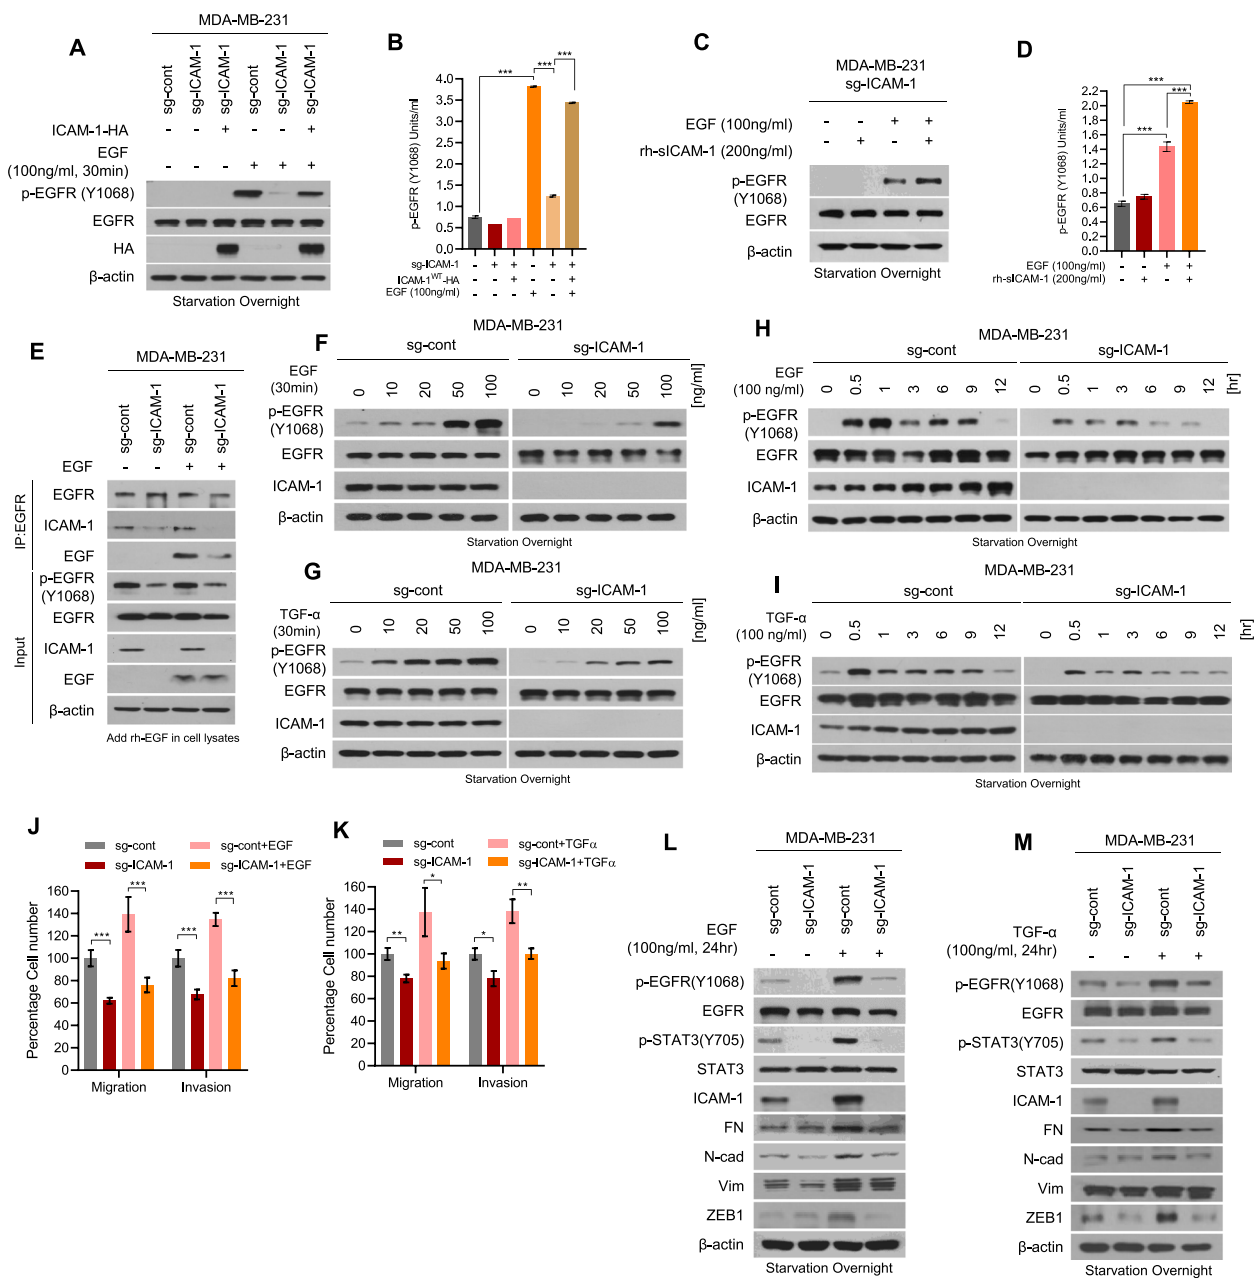 A
MDA-MB-231
sg-cont
sg-ICAM-1
sg-ICAM-1
sg-cont
sg-ICAM-1
sg-ICAM-1
ICAM-1-HA - - + - - +
EGF
(100ng/ml, 30min) - - - + + +
p-EGFR (Y1068)
EGFR
HA
β-actin
Starvation Overnight
B
p-EGFR (Y1068) Units/ml
4.0
3.5
3.0
2.5
2.0
1.5
1.0
0.5
0.0
*** *** ***
sg-ICAM-1 - + + - + +
ICAM-1WT-HA - - + - - +
EGF (100ng/ml) - - - + + +
C
MDA-MB-231
sg-ICAM-1
EGF (100ng/ml) - - + +
rh-sICAM-1 (200ng/ml) - + - +
p-EGFR
(Y1068)
EGFR
β-actin
Starvation Overnight
D
p-EGFR (Y1068) Units/ml
2.2
2.0
1.8
1.6
1.4
1.2
1.0
0.8
0.6
0.4
0.2
0.0
***
***
***
EGF (100ng/ml) - - + +
rh-sICAM-1 (200ng/ml) - + - +
E
MDA-MB-231
sg-cont
sg-ICAM-1
sg-cont
sg-ICAM-1
EGF - - + +
IP:EGFR
EGFR
ICAM-1
EGF
Input
p-EGFR
(Y1068)
EGFR
ICAM-1
EGF
β-actin
Add rh-EGF in cell lysates
F
MDA-MB-231
sg-cont sg-ICAM-1
EGF
(30min) 0 10 20 50 100 0 10 20 50 100 [ng/ml]
p-EGFR
(Y1068)
EGFR
ICAM-1
β-actin
Starvation Overnight
G
MDA-MB-231
sg-cont sg-ICAM-1
TGF-α
(30min) 0 10 20 50 100 0 10 20 50 100 [ng/ml]
p-EGFR
(Y1068)
EGFR
ICAM-1
β-actin
Starvation Overnight
H
MDA-MB-231
sg-cont sg-ICAM-1
EGF
(100 ng/ml) 0 0.5 1 3 6 9 12 0 0.5 1 3 6 9 12 [hr]
p-EGFR
(Y1068)
EGFR
ICAM-1
β-actin
Starvation Overnight
I
MDA-MB-231
sg-cont sg-ICAM-1
TGF-α
(100 ng/ml) 0 0.5 1 3 6 9 12 0 0.5 1 3 6 9 12 [hr]
p-EGFR
(Y1068)
EGFR
ICAM-1
β-actin
Starvation Overnight
J
sg-cont sg-cont+EGF
sg-ICAM-1 sg-ICAM-1+EGF
Percentage Cell number
160
140
120
100
80
60
40
20
0
*** *** *** ***
Migration Invasion
K
sg-cont sg-cont+TGFα
sg-ICAM-1 sg-ICAM-1+TGFα
Percentage Cell number
160
140
120
100
80
60
40
20
0
** * * **
Migration Invasion
L
MDA-MB-231
sg-cont
sg-ICAM-1
sg-cont
sg-ICAM-1
EGF
(100ng/ml, 24hr) - - + +
p-EGFR(Y1068)
EGFR
p-STAT3(Y705)
STAT3
ICAM-1
FN
N-cad
Vim
ZEB1
β-actin
Starvation Overnight
M
MDA-MB-231
sg-cont
sg-ICAM-1
sg-cont
sg-ICAM-1
TGF-α
(100ng/ml, 24hr) - - + +
p-EGFR(Y1068)
EGFR
p-STAT3(Y705)
STAT3
ICAM-1
FN
N-cad
Vim
ZEB1
β-actin
Starvation Overnight